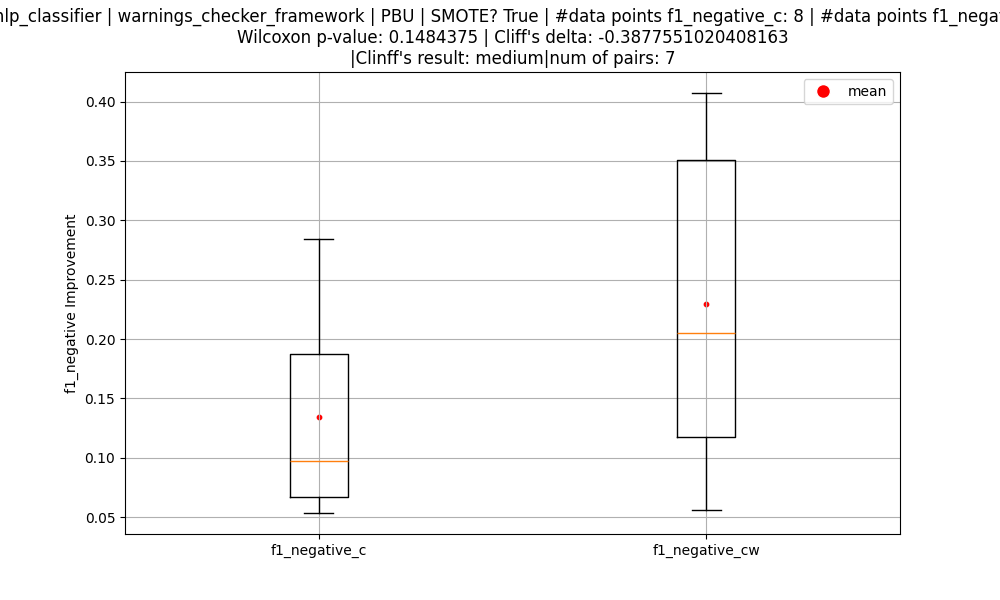 nlp_classifier | warnings_checker_framework | PBU | SMOTE? True | #data points f1_negative_c: 8 | #data points
Wilcoxon p-value: 0.1484375 | Cliff's delta: -0.3877551020408163
|Clinff's result: medium|num of pairs: 7
mean
0.40
0.35
0.30
0.25
0.20
0.15
0.10
0.05
f1_negative Improvement
f1_negative_c
f1_negative_cw